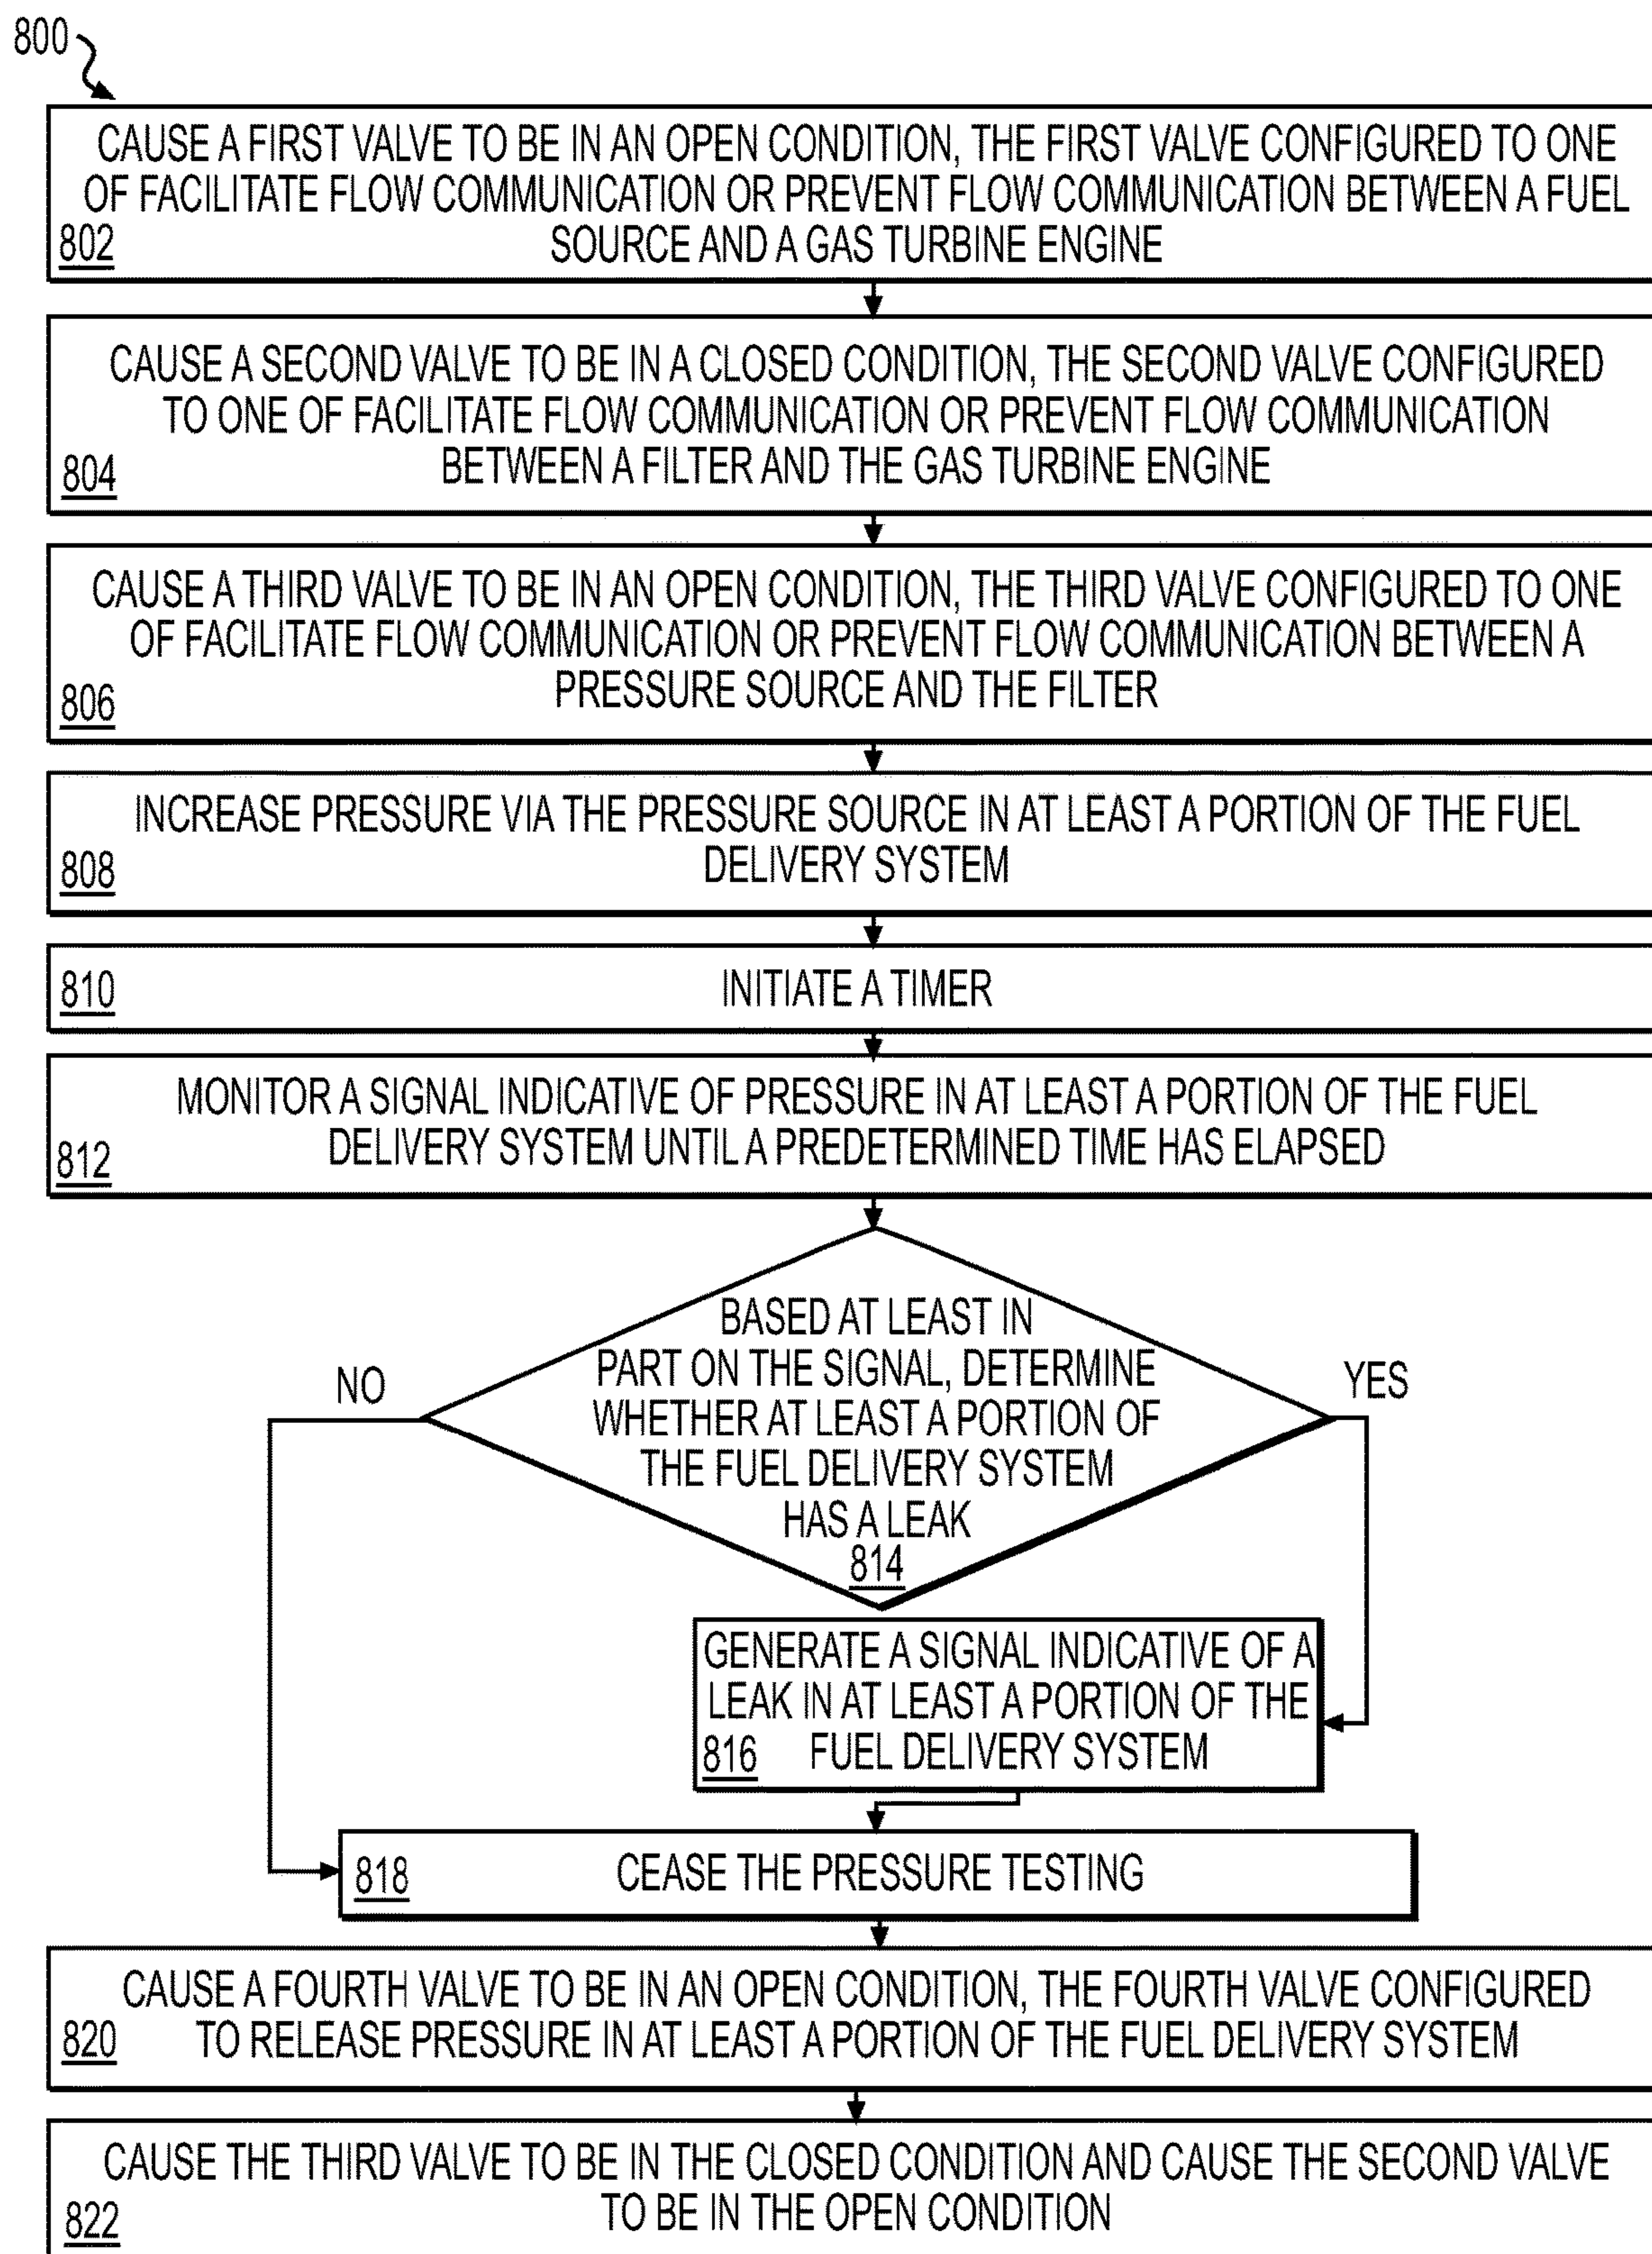 800
CAUSE A FIRST VALVE TO BE IN AN OPEN CONDITION, THE FIRST VALVE CONFIGURED TO ONE
OF FACILITATE FLOW COMMUNICATION OR PREVENT FLOW COMMUNICATION BETWEEN A FUEL
SOURCE AND A GAS TURBINE ENGINE
802
CAUSE A SECOND VALVE TO BE IN A CLOSED CONDITION, THE SECOND VALVE CONFIGURED
TO ONE OF FACILITATE FLOW COMMUNICATION OR PREVENT FLOW COMMUNICATION
BETWEEN A FILTER AND THE GAS TURBINE ENGINE
804
CAUSE A THIRD VALVE TO BE IN AN OPEN CONDITION, THE THIRD VALVE CONFIGURED TO ONE
OF FACILITATE FLOW COMMUNICATION OR PREVENT FLOW COMMUNICATION BETWEEN A
PRESSURE SOURCE AND THE FILTER
806
INCREASE PRESSURE VIA THE PRESSURE SOURCE IN AT LEAST A PORTION OF THE FUEL
DELIVERY SYSTEM
808
810
INITIATE A TIMER
MONITOR A SIGNAL INDICATIVE OF PRESSURE IN AT LEAST A PORTION OF THE FUEL
DELIVERY SYSTEM UNTIL A PREDETERMINED TIME HAS ELAPSED
812
BASED AT LEAST IN
PART ON THE SIGNAL, DETERMINE
WHETHER AT LEAST A PORTION OF
THE FUEL DELIVERY SYSTEM
HAS A LEAK
814
NO
YES
GENERATE A SIGNAL INDICATIVE OF A
LEAK IN AT LEAST A PORTION OF THE
816 FUEL DELIVERY SYSTEM
818 CEASE THE PRESSURE TESTING
CAUSE A FOURTH VALVE TO BE IN AN OPEN CONDITION, THE FOURTH VALVE CONFIGURED
820 TO RELEASE PRESSURE IN AT LEAST A PORTION OF THE FUEL DELIVERY SYSTEM
CAUSE THE THIRD VALVE TO BE IN THE CLOSED CONDITION AND CAUSE THE SECOND VALVE
822 TO BE IN THE OPEN CONDITION